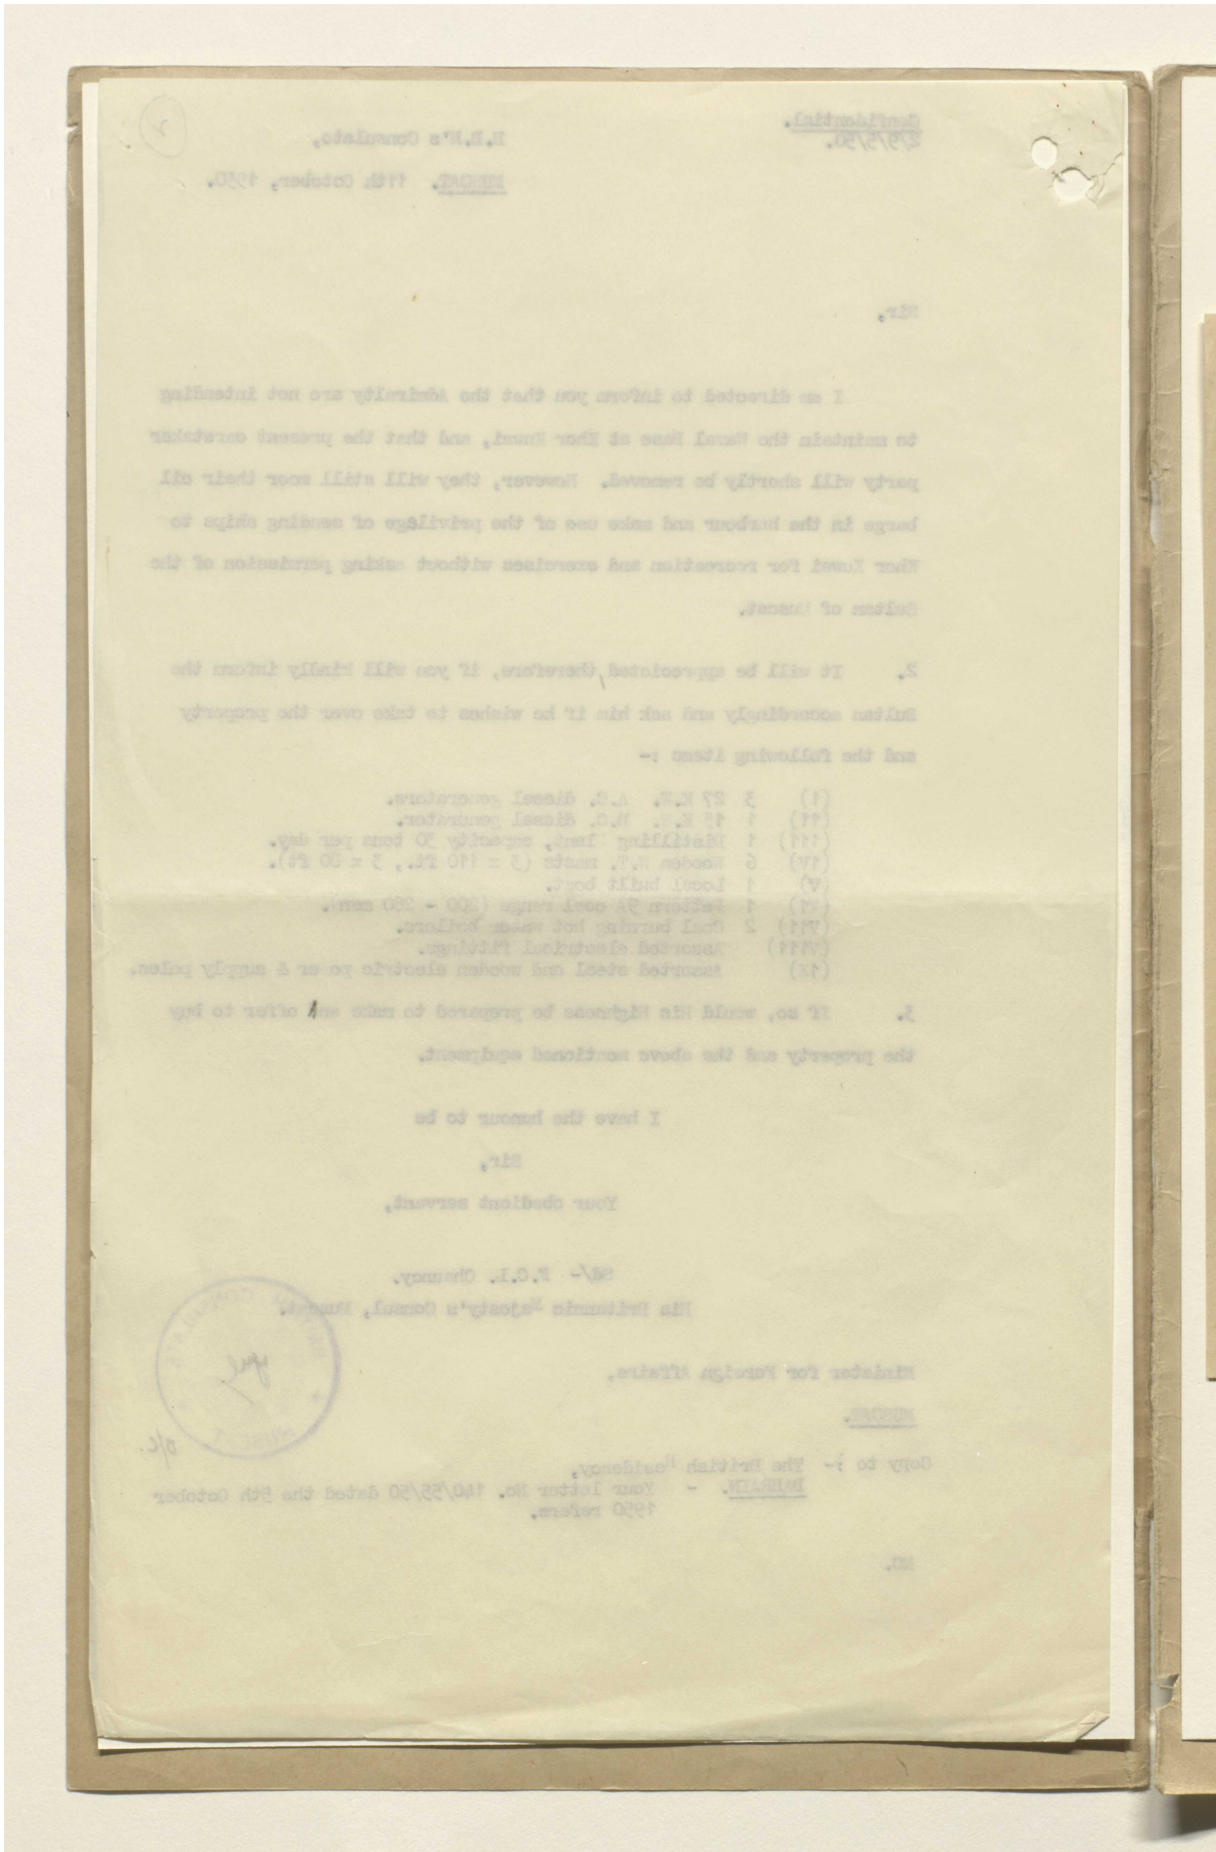 Confidential.
2/9/5/50.
H.B.M's Consulate,
MUSCAT. 11th October, 1950.
2
Sir,
I am directed to inform you that the Admiralty are not intending
to maintain the Naval Base at Khor Kuwai, and that the present caretaker
party will shortly be removed. However, they will still moor their oil
barge in the harbour and make use of the privilege of sending ships to
Khor Kuwai for recreation and exercises without asking permission of the
Sultan of Muscat.
2. It will be appreciated, therefore, if you will kindly inform the
Sultan accordingly and ask him if he wishes to take over the property
and the following items :-
(i) 3 27 K.W. A.C. diesel generators.
(ii) 1 15 K.W. D.C. diesel generator.
(iii) 1 Distilling Plant, capacity 30 tons per day.
(iv) 6 Wooden W.T. masts (3 x 110 ft., 3 x 80 ft).
(v) 1 Local built boat.
(vi) 1 Pattern 9A coal range (200 - 280 men).
(vii) 2 Coal burning hot water boilers.
(viii) Assorted electrical fittings.
(ix) Assorted steel and wooden electric power & supply poles.
3. If so, would His Highness be prepared to make an offer to buy
the property and the above mentioned equipment.
I have the honour to be
Sir,
Your obedient servant,
Sd/- F.C.L. Chauncy.
His Britannic Majesty's Consul, Muscat.
BRITISH CONSULATE
MUSCAT
Minister for Foreign Affairs,
MUSCAT.
o/c.
Copy to :- The British Residency,
BAHRAIN. - Your letter No. 140/55/50 dated the 5th October
1950 refers.
MO.